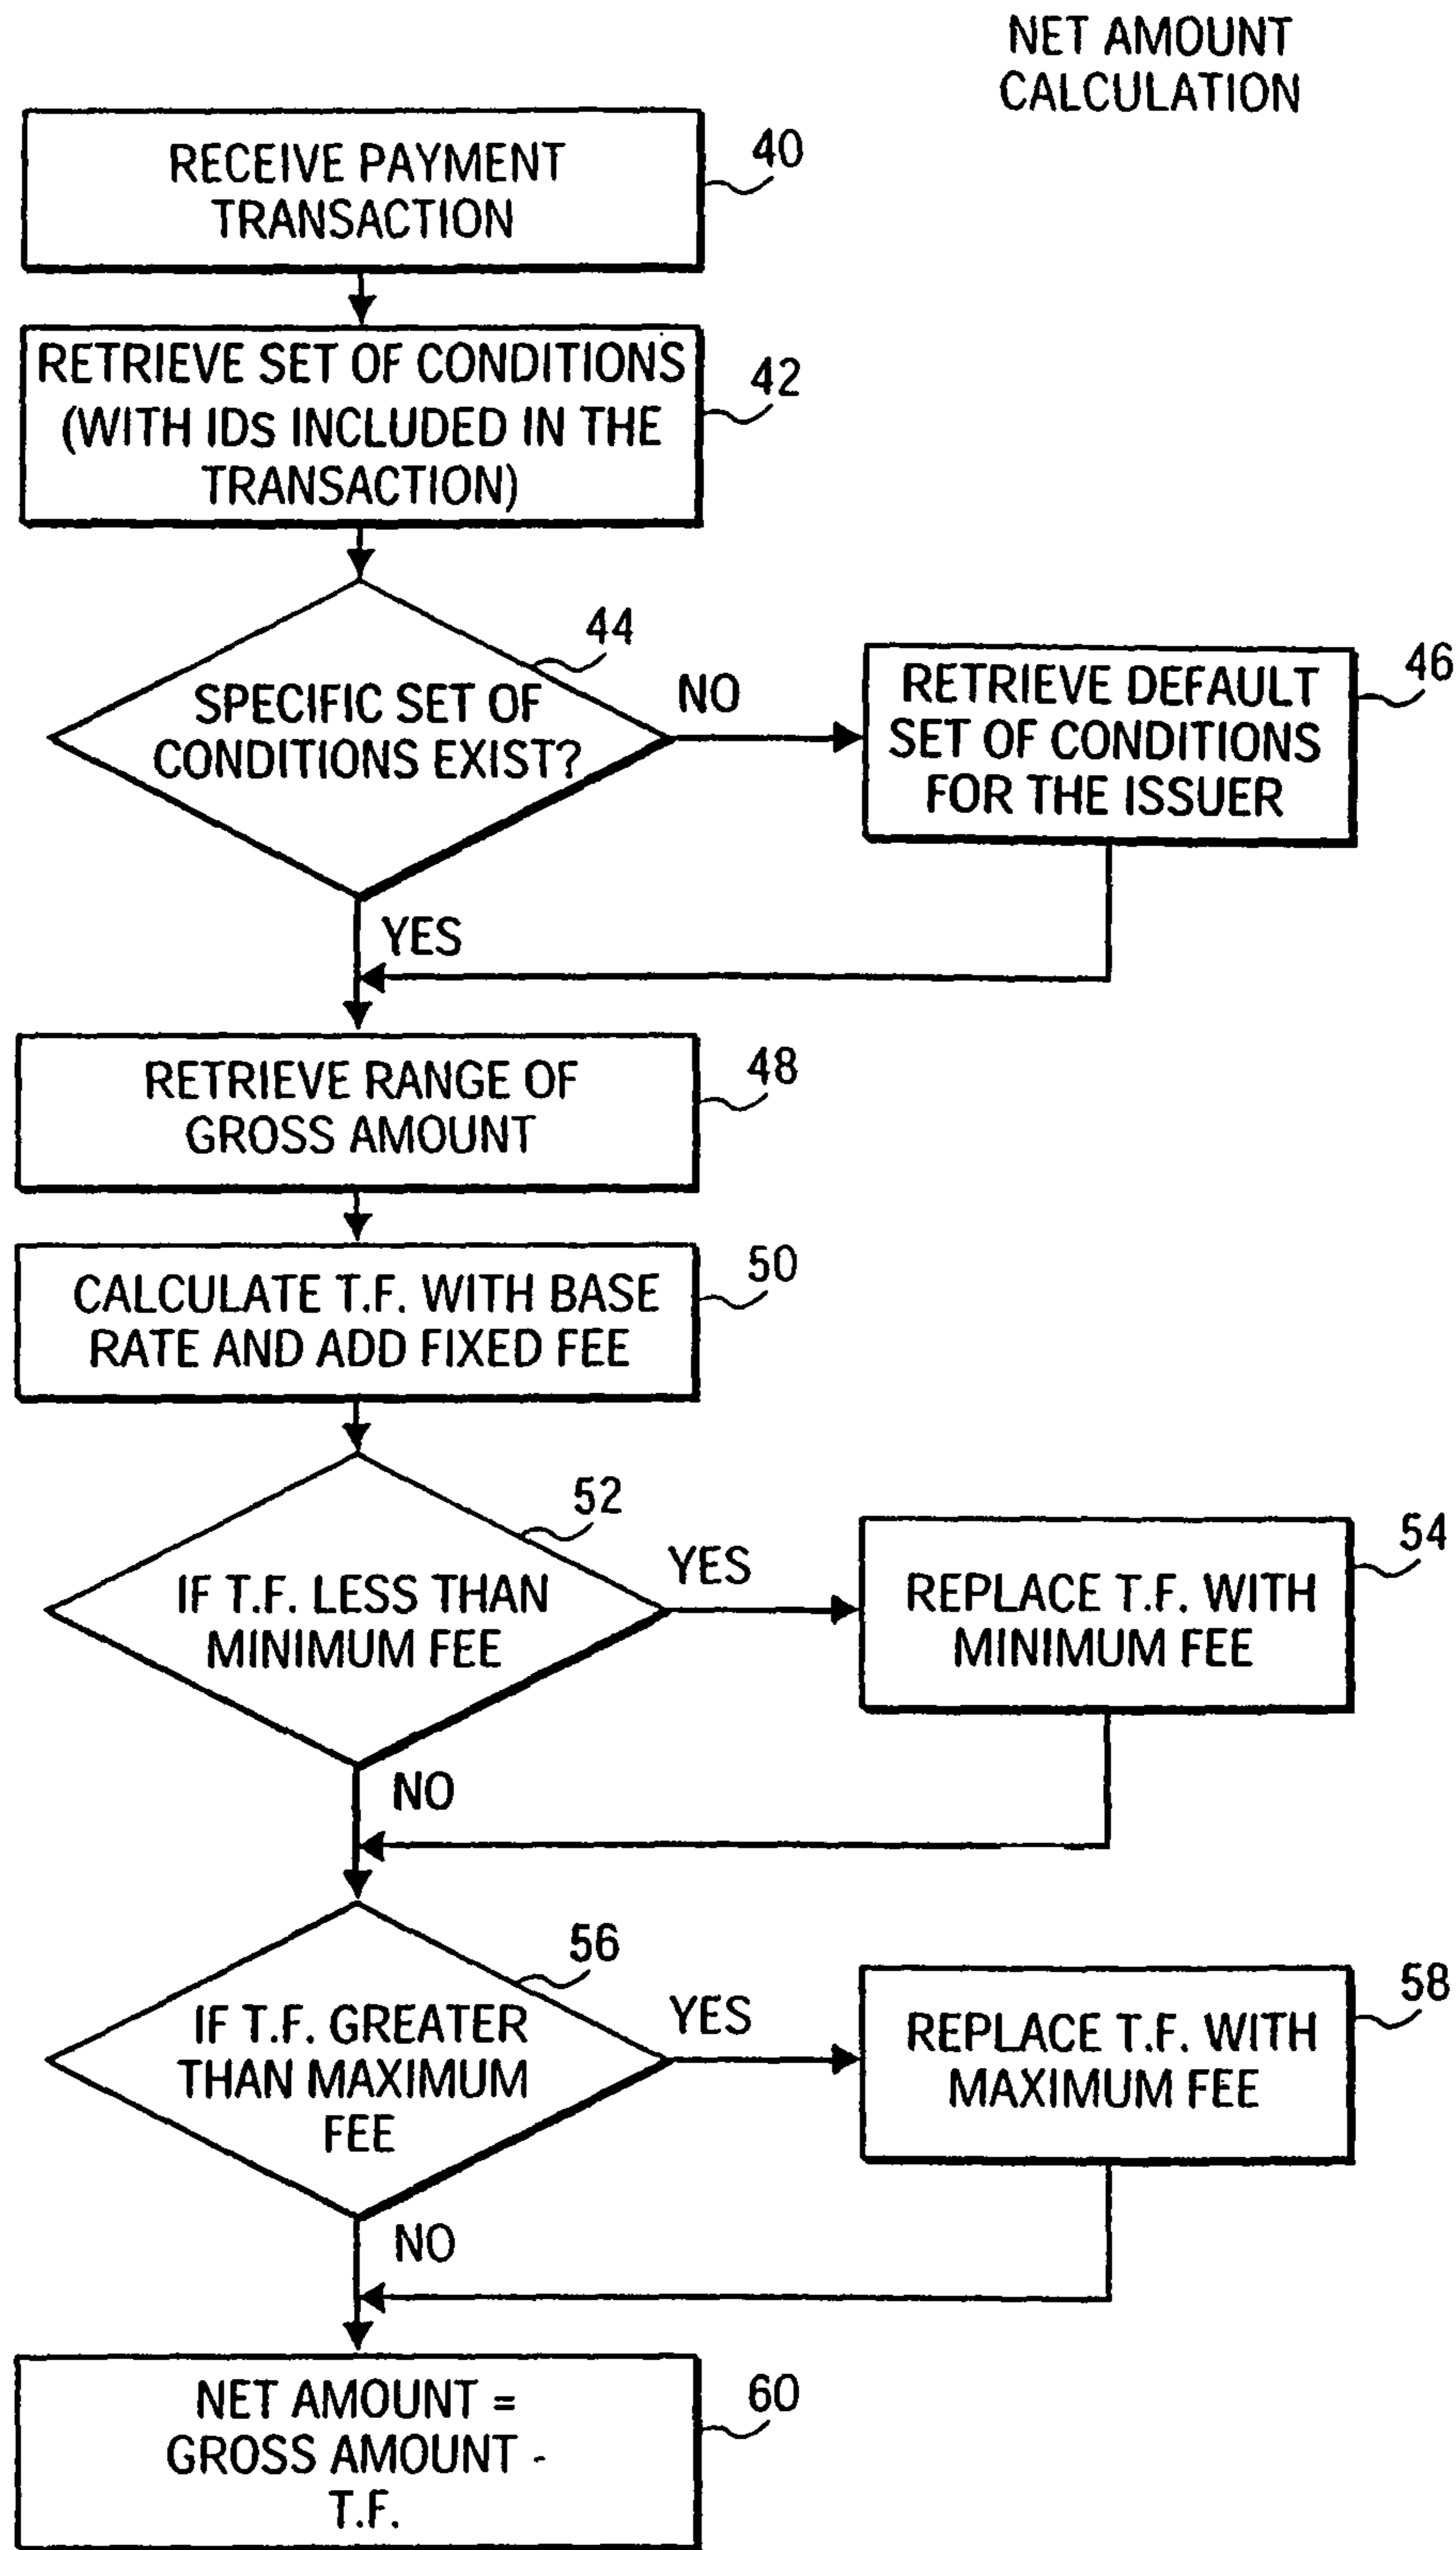 NET AMOUNT
CALCULATION
RECEIVE PAYMENT
TRANSACTION
40
RETRIEVE SET OF CONDITIONS
(WITH IDs INCLUDED IN THE
TRANSACTION)
42
44
SPECIFIC SET OF
CONDITIONS EXIST?
NO
RETRIEVE DEFAULT
SET OF CONDITIONS
FOR THE ISSUER
46
YES
RETRIEVE RANGE OF
GROSS AMOUNT
48
CALCULATE T.F. WITH BASE
RATE AND ADD FIXED FEE
50
52
IF T.F. LESS THAN
MINIMUM FEE
YES
REPLACE T.F. WITH
MINIMUM FEE
54
NO
56
IF T.F. GREATER
THAN MAXIMUM
FEE
YES
REPLACE T.F. WITH
MAXIMUM FEE
58
NO
NET AMOUNT =
GROSS AMOUNT -
T.F.
60